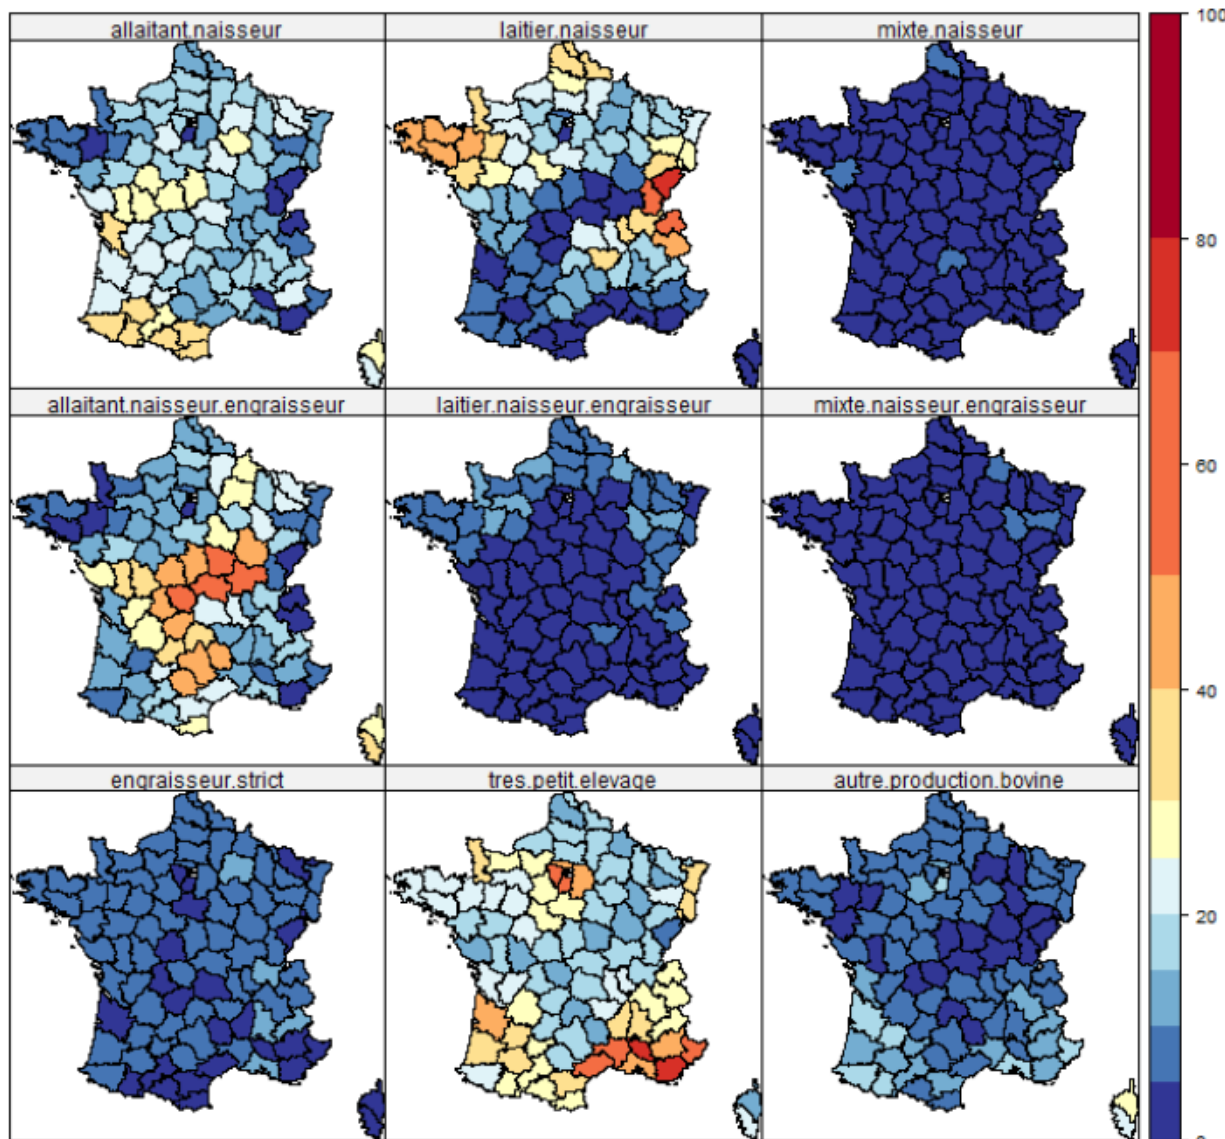 allaitant.naisseur
laitier.naisseur
mixte.naisseur
allaitant.naisseur.engraisseur
laitier.naisseur.engraisseur
mixte.naisseur.engraisseur
engraisseur.strict
tres.petit.elevage
autre.production.bovine
100
80
60
40
20